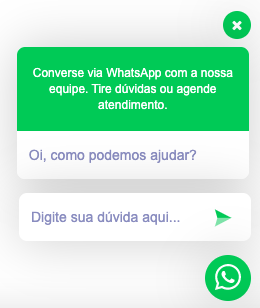 Converse via WhatsApp com a nossa
equipe. Tire dúvidas ou agende
atendimento.
Oi, como podemos ajudar?
Digite sua dúvida aqui...